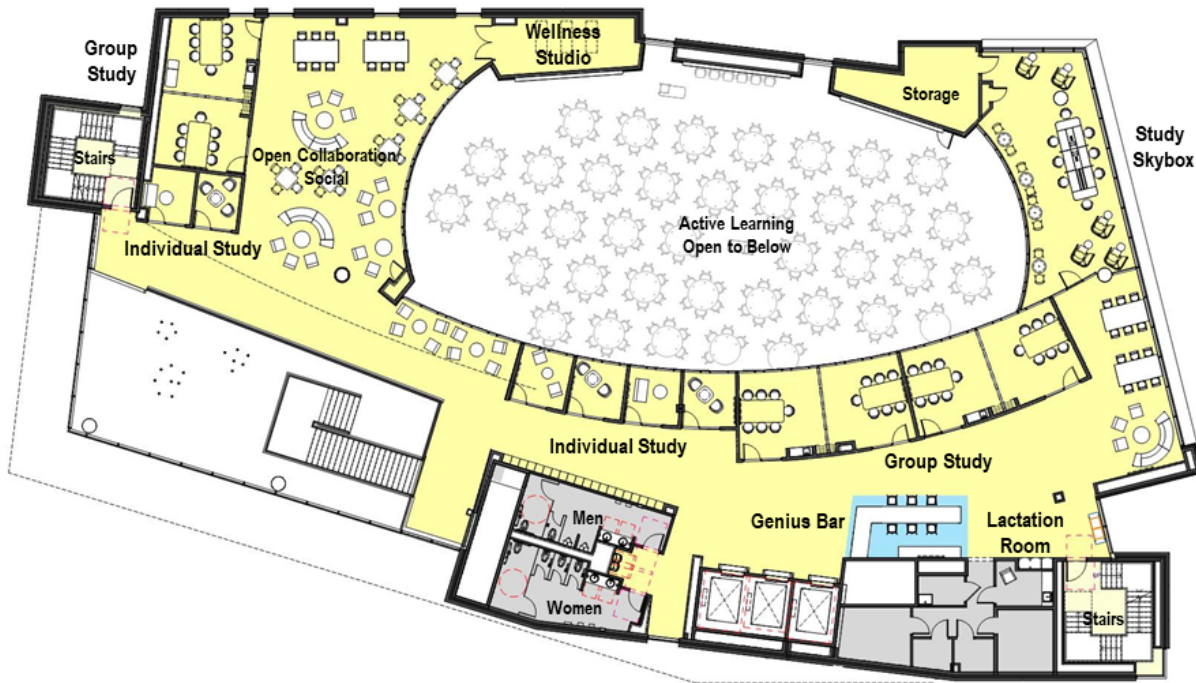 Wellness
Studio
Group
Study
Storage
Study
Skybox
Stairs
Open Collaboration/
Social
Active Learning
Open to Below
Individual Study
Individual Study
Group Study
Genius Bar
Lactation
Room
Men
Women
Stairs